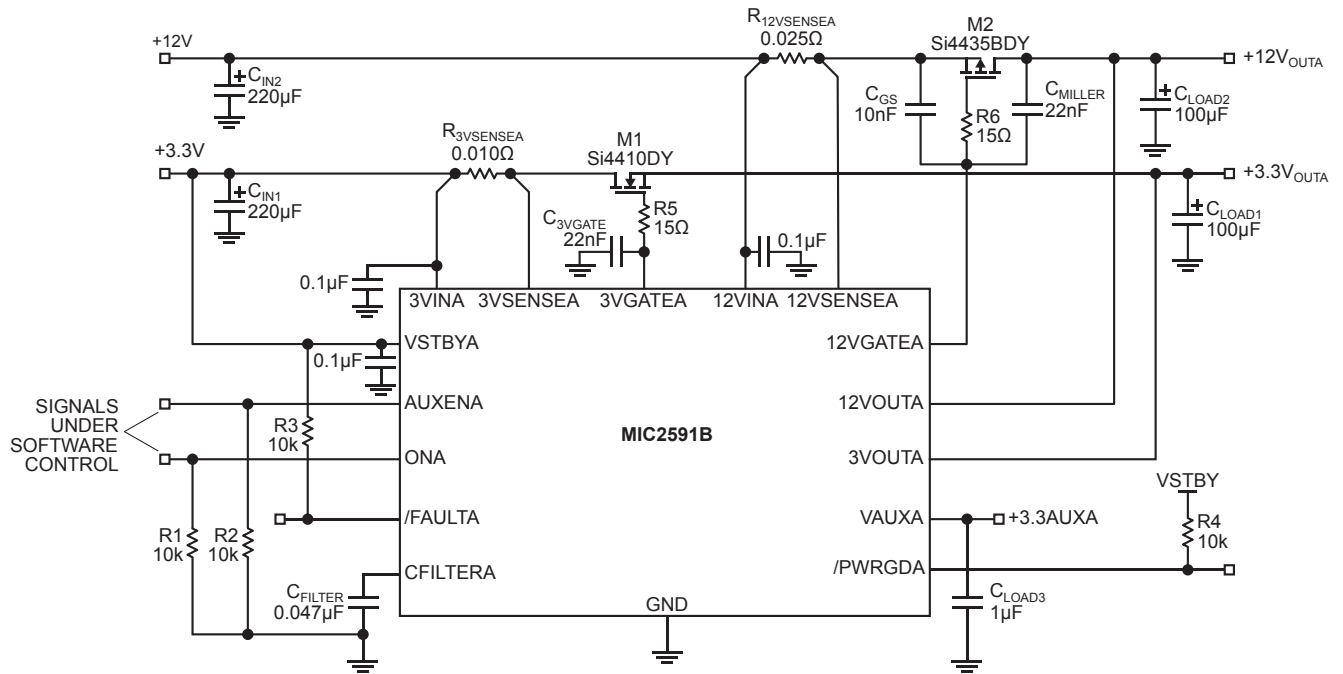 R12VSENSEA
0.025Ω
M2
Si4435BDY
+12V
+12VOUTA
CIN2
220µF
CGS
10nF
R6
15Ω
CMILLER
22nF
CLOAD2
100µF
R3VSENSEA
0.010Ω
M1
Si4410DY
+3.3V
+3.3VOUTA
CIN1
220µF
C3VGATE
22nF
R5
15Ω
0.1µF
CLOAD1
100µF
0.1µF
3VINA
3VSENSEA
3VGATEA
12VINA
12VSENSEA
VSTBYA
0.1µF
12VGATEA
SIGNALS
UNDER
SOFTWARE
CONTROL
AUXENA
12VOUTA
R3
10k
MIC2591B
ONA
3VOUTA
VSTBY
R1
10k
R2
10k
/FAULTA
VAUXA
+3.3AUXA
R4
10k
CFILTERA
/PWRGDA
CFILTER
0.047µF
GND
CLOAD3
1µF